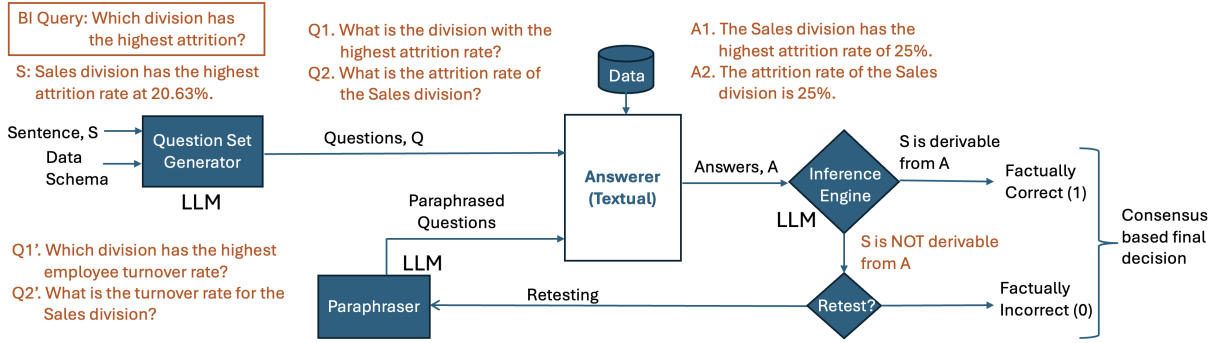 BI Query: Which division has
the highest attrition?
S: Sales division has the highest
attrition rate at 20.63%.
Q1. What is the division with the
highest attrition rate?
Q2. What is the attrition rate of
the Sales division?
Data
A1. The Sales division has the
highest attrition rate of 25%.
A2. The attrition rate of the Sales
division is 25%.
Sentence, S
Data
Schema
Question Set
Generator
LLM
Questions, Q
Answerer
(Textual)
Answers, A
Inference
Engine
LLM
S is derivable
from A
Factually
Correct (1)
Paraphrased
Questions
S is NOT derivable
from A
Consensus
based final
decision
Q1’. Which division has the highest
employee turnover rate?
Q2’. What is the turnover rate for the
Sales division?
LLM
Paraphraser
Retesting
Retest?
Factually
Incorrect (0)